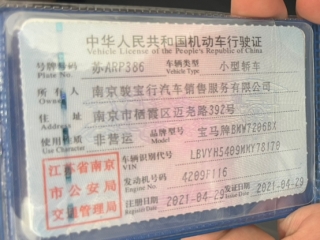 中华人民共和国机动车行驶证
Vehicle License of the People's Republic of China
号牌号码 苏ARP386 车辆类型 小型轿车
Plate No. Vehicle Type
所有人 南京骏宝行汽车销售服务有限公司
Owner
住址 南京市栖霞区迈尧路392号
Address
使用性质 非营运 品牌型号 宝马牌BMW7206BX
Use Character Model
江苏省南京市公安局交通管理局
车辆识别代号 LBVYH5409MMY78170
VIN
发动机号码 4209F116
Engine No.
注册日期 2021-04-29 发证日期 2021-04-29
Register Date Issue Date